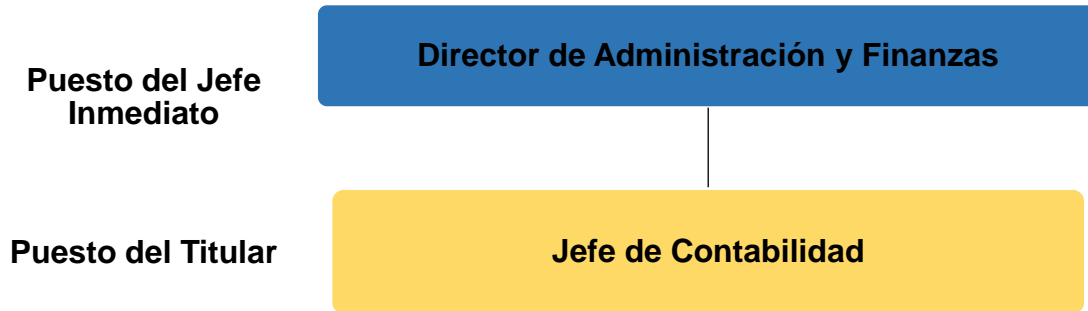 Director de Administración y Finanzas
Puesto del Jefe
Inmediato
Puesto del Titular
Jefe de Contabilidad